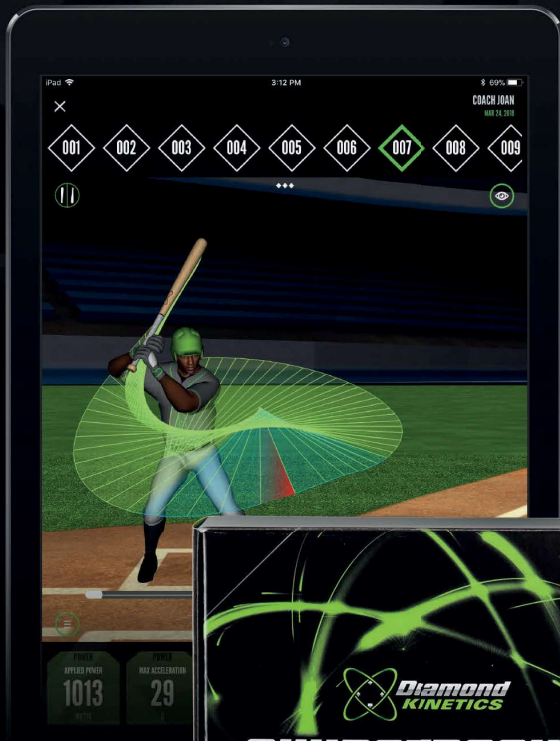 iPad 3:12 PM 69%
COACH JOAN
MAR 24, 2018
001 002 003 004 005 006 007 008 009
POWER POWER
APPLIED POWER MAX ACCELERATION
1013 29
WATTS
Diamond
KINETICS